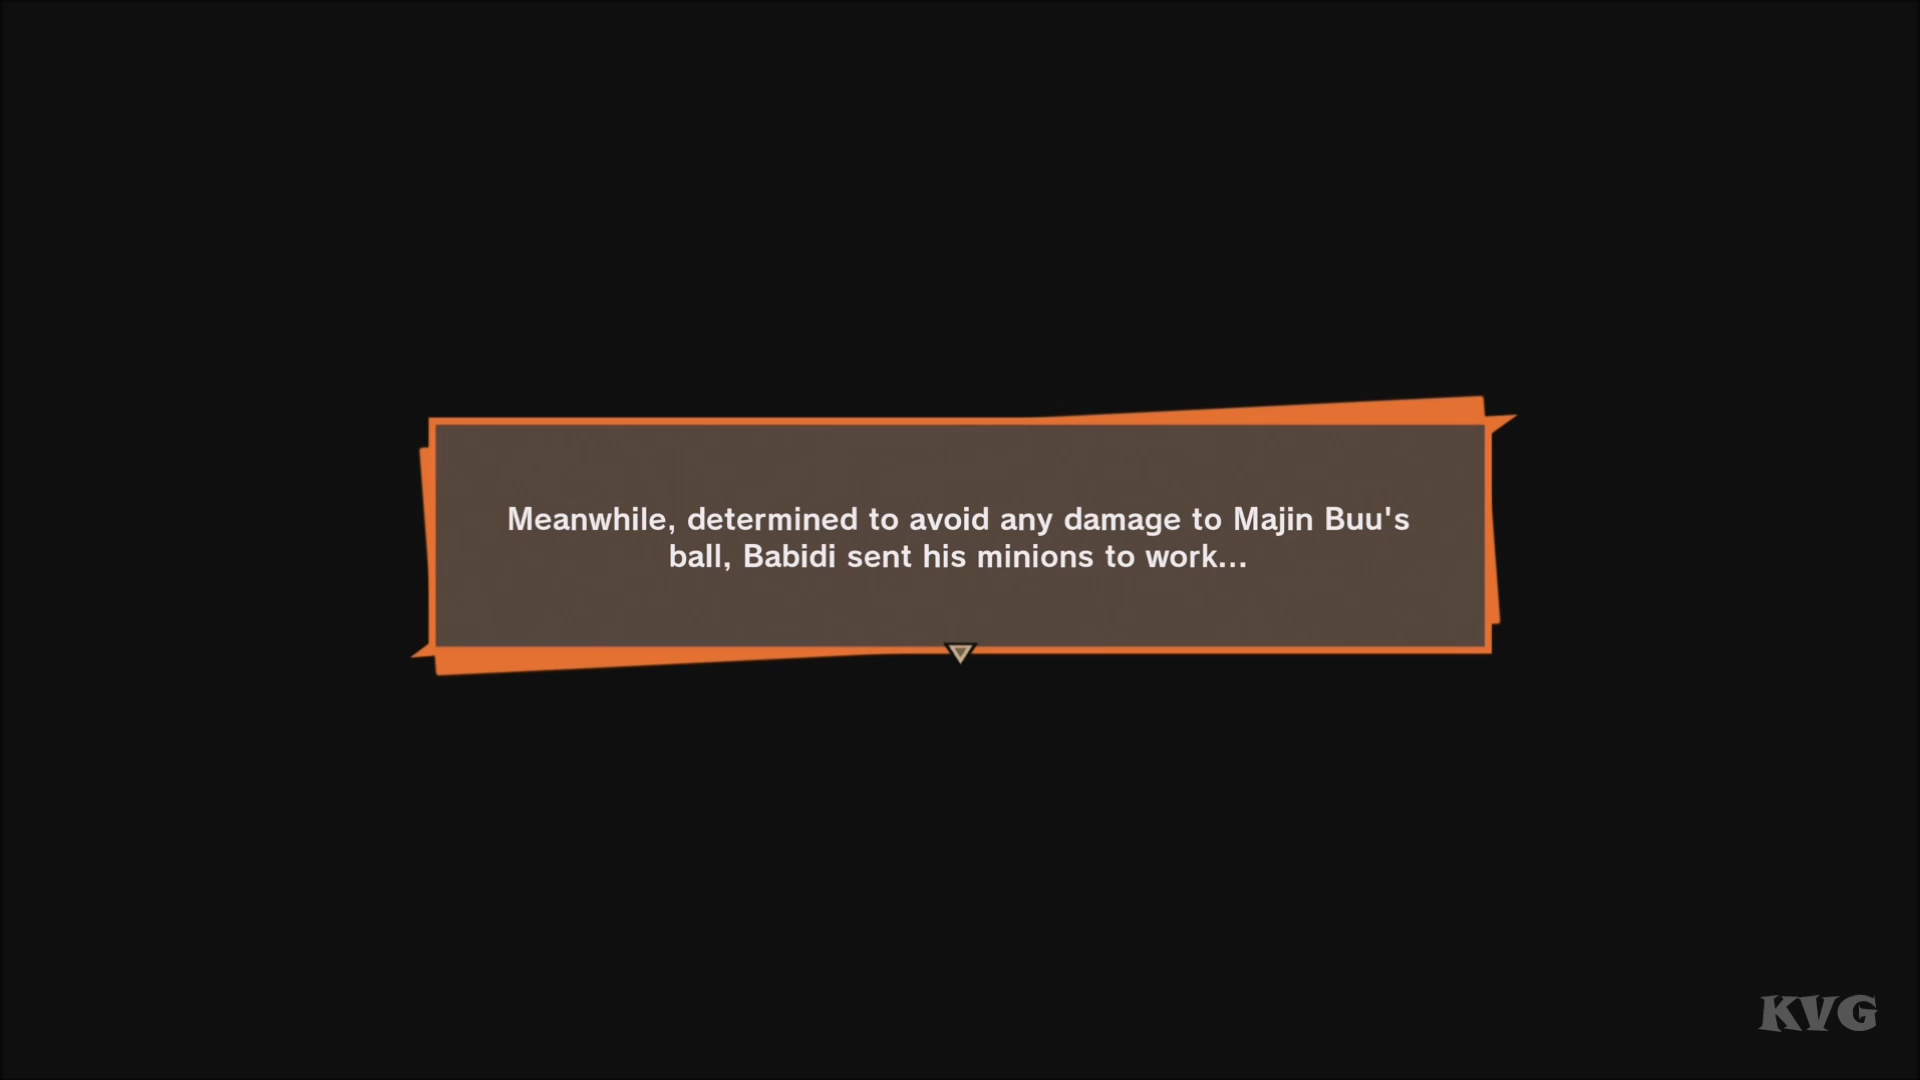 Meanwhile, determined to avoid any damage to Majin Buu's
ball, Babidi sent his minions to work...
KVG